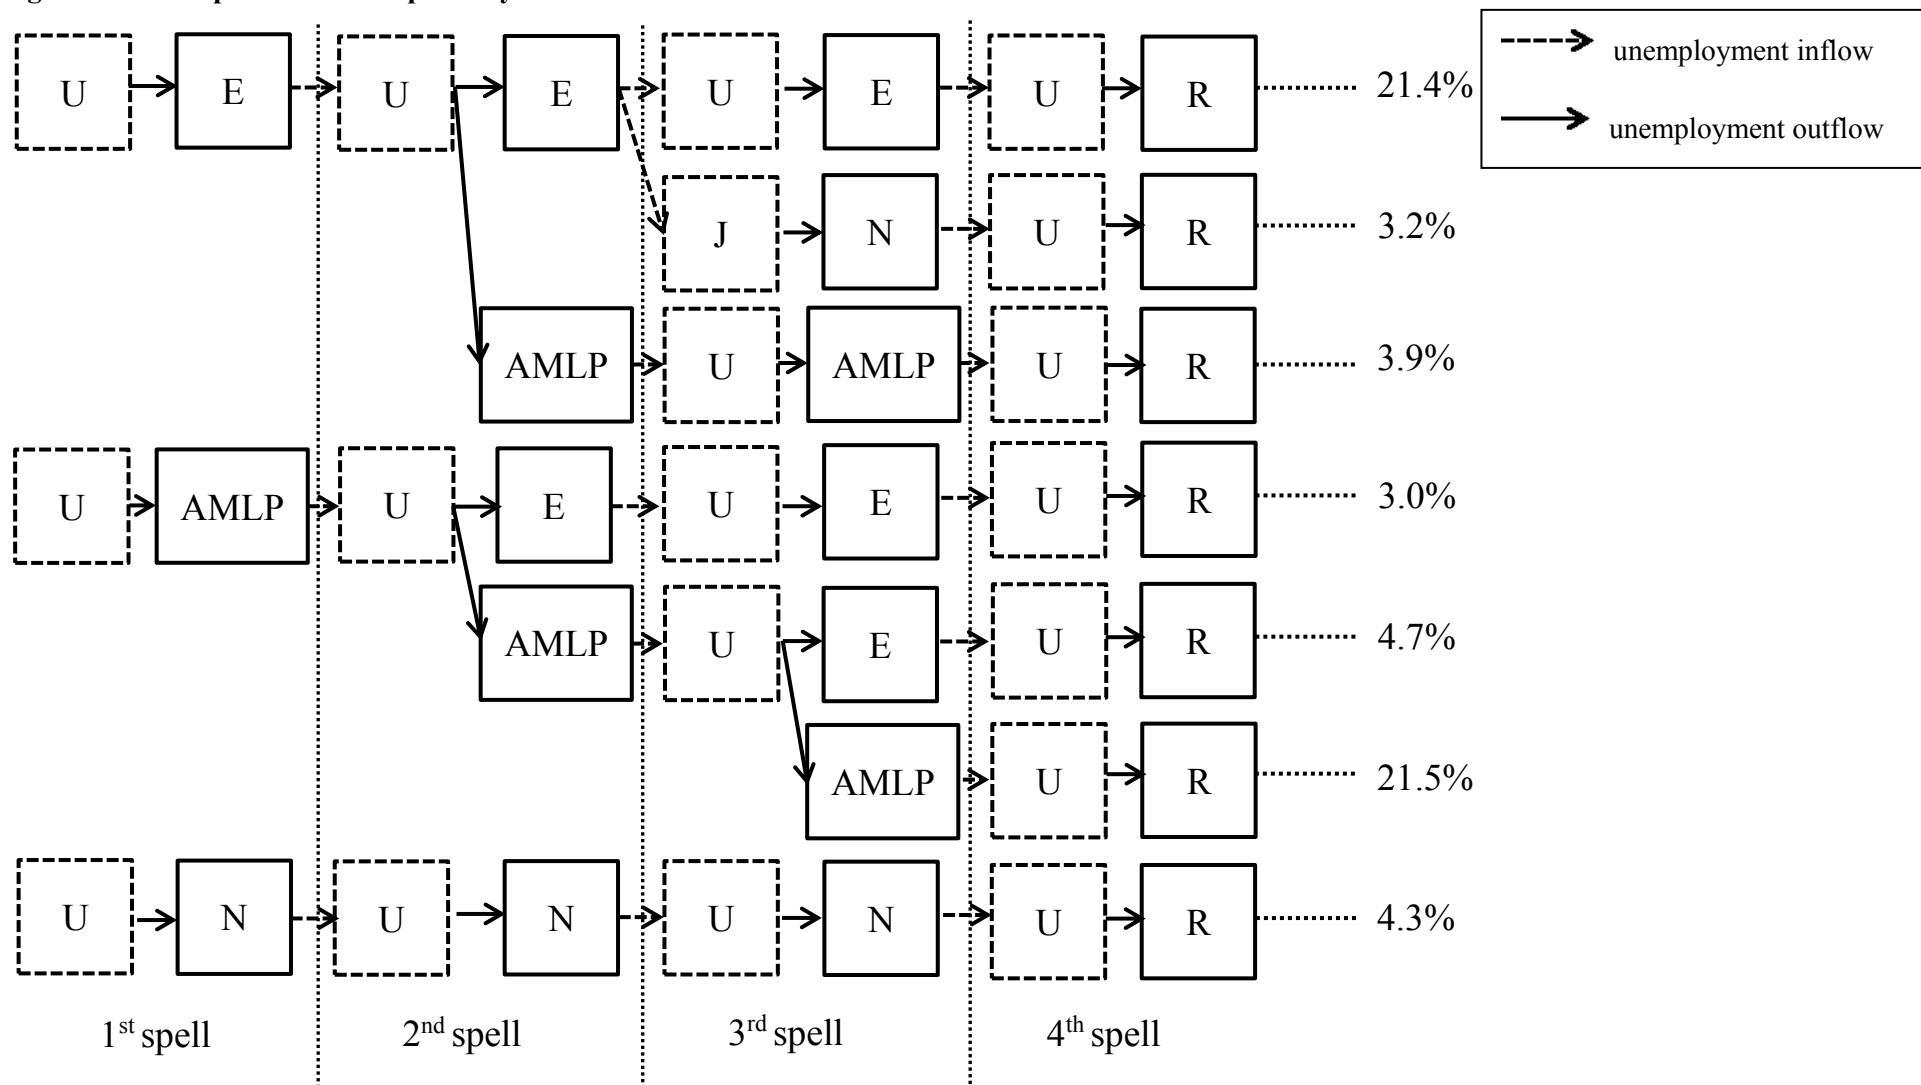 U E U E U E U R 21.4%
unemployment inflow
unemployment outflow
J N U R 3.2%
AMLP U AMLP U R 3.9%
U AMLP U E U E U R 3.0%
AMLP U E U R 4.7%
AMLP U R 21.5%
U N U N U N U R 4.3%
1st spell 2nd spell 3rd spell 4th spell